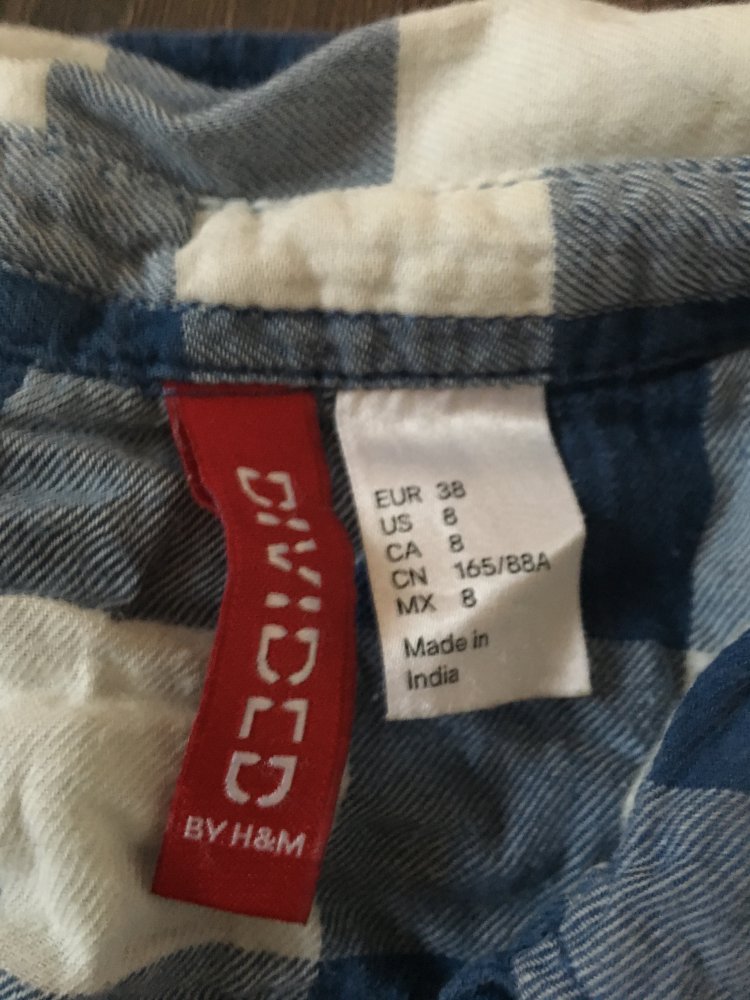 DIVIDED
BY H&M
EUR 38
US 8
CA 8
CN 165/88A
MX 8
Made in
India